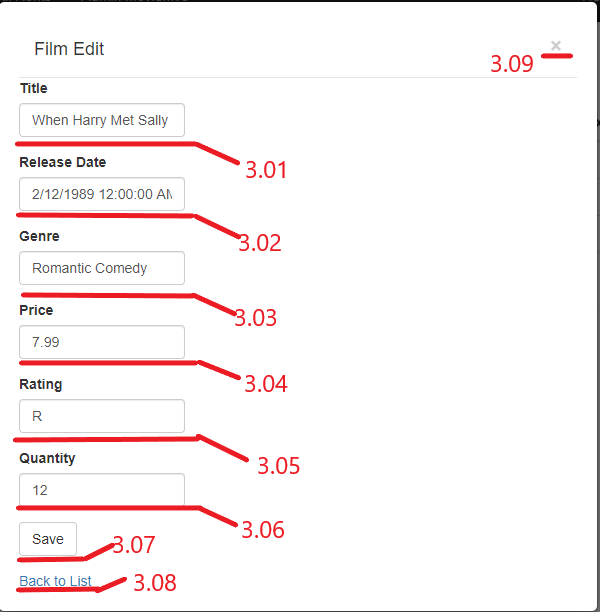 Film Edit
×
3.09
Title
When Harry Met Sally
3.01
Release Date
2/12/1989 12:00:00 AM
3.02
Genre
Romantic Comedy
3.03
Price
7.99
3.04
Rating
R
3.05
Quantity
12
3.06
Save
3.07
Back to List
3.08